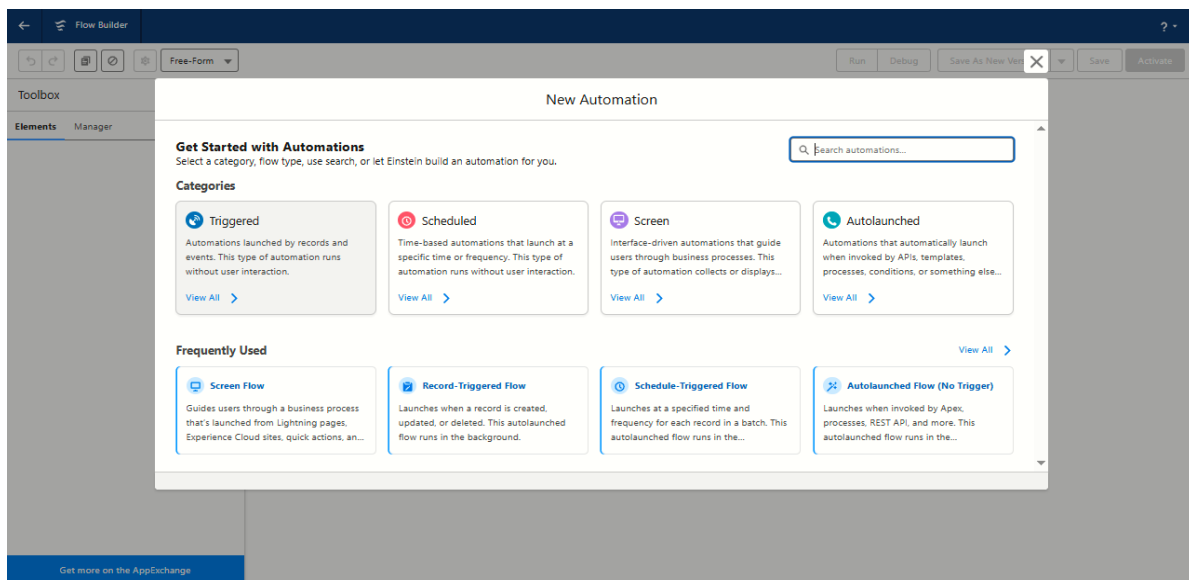 Flow Builder
?
Free-Form
Run
Debug
Save As New Ver
Save
Activate
Toolbox
New Automation
Elements
Manager
Get Started with Automations
Select a category, flow type, use search, or let Einstein build an automation for you.
Search automations...
Categories
Triggered
Automations launched by records and
events. This type of automation runs
without user interaction.
View All
Scheduled
Time-based automations that launch at a
specific time or frequency. This type of
automation runs without user interaction.
View All
Screen
Interface-driven automations that guide
users through business processes. This
type of automation collects or displays...
View All
Autolaunched
Automations that automatically launch
when invoked by APIs, templates,
processes, conditions, or something else...
View All
Frequently Used
View All
Screen Flow
Guides users through a business process
that's launched from Lightning pages,
Experience Cloud sites, quick actions, an...
Record-Triggered Flow
Launches when a record is created,
updated, or deleted. This autolaunched
flow runs in the background.
Schedule-Triggered Flow
Launches at a specified time and
frequency for each record in a batch. This
autolaunched flow runs in the...
Autolaunched Flow (No Trigger)
Launches when invoked by Apex,
processes, REST API, and more. This
autolaunched flow runs in the...
Get more on the AppExchange